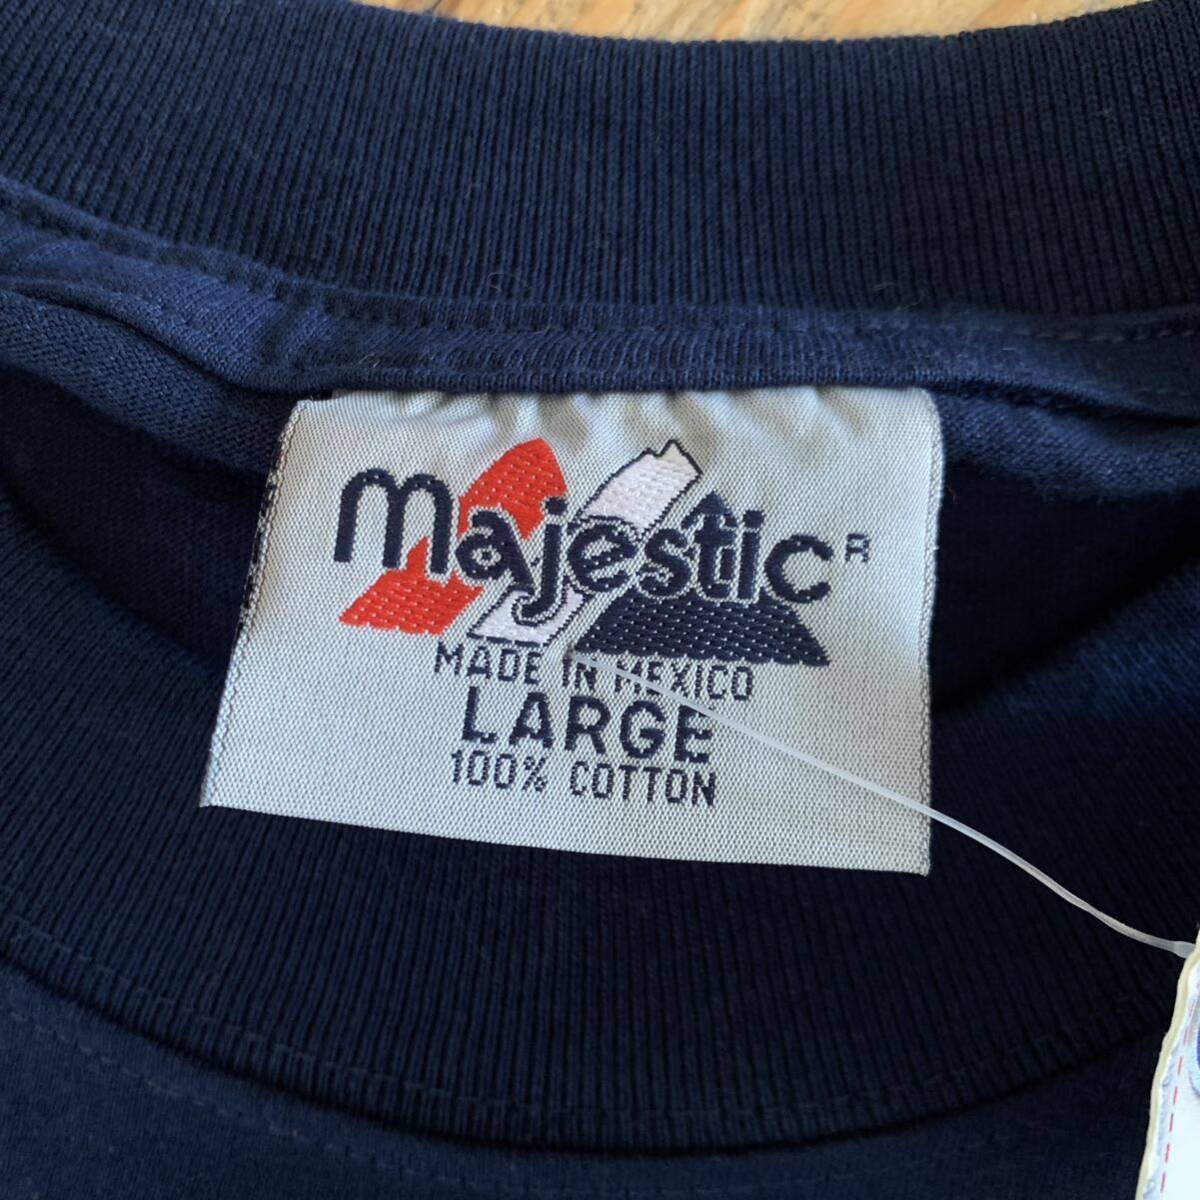 majestic R
MADE IN MEXICO
LARGE
100% COTTON